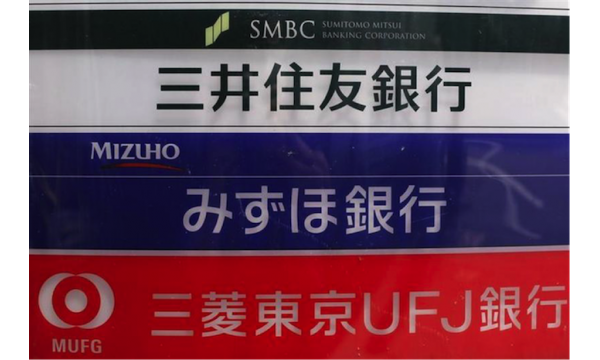 SMBC SUMITOMO MITSUI
BANKING CORPORATION
三井住友銀行
MIZUHO
みずほ銀行
MUFG
三菱東京UFJ銀行